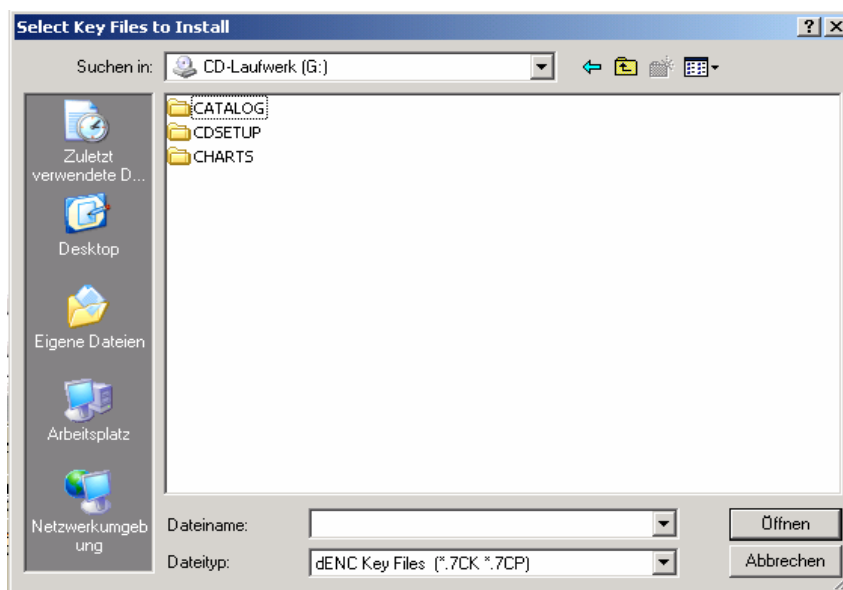 Select Key Files to Install
Suchen in:
CD-Laufwerk (G:)
CATALOG
CDSETUP
CHARTS
Zuletzt
verwendete D...
Desktop
Eigene Dateien
Arbeitsplatz
Netzwerkumgeb
ung
Dateiname:
Öffnen
Dateityp:
dENC Key Files (*.7CK *.7CP)
Abbrechen